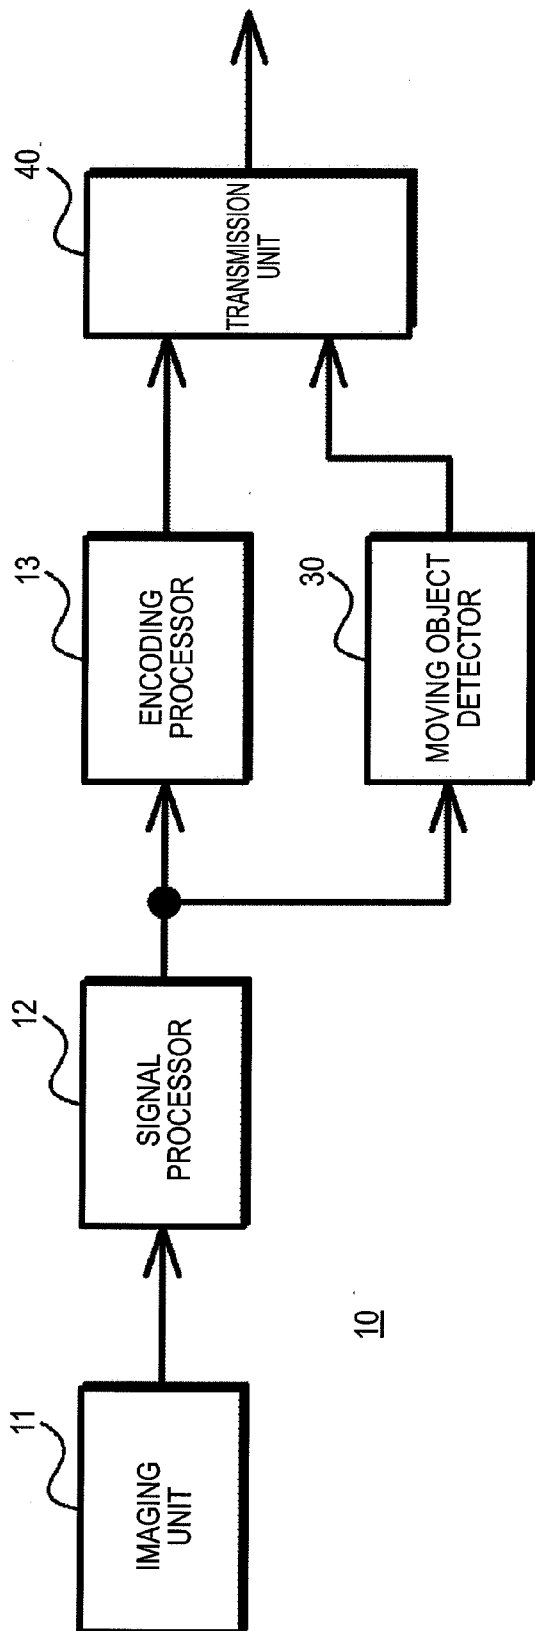 11
IMAGING
UNIT
12
SIGNAL
PROCESSOR
13
ENCODING
PROCESSOR
30
MOVING OBJECT
DETECTOR
40
TRANSMISSION
UNIT
10